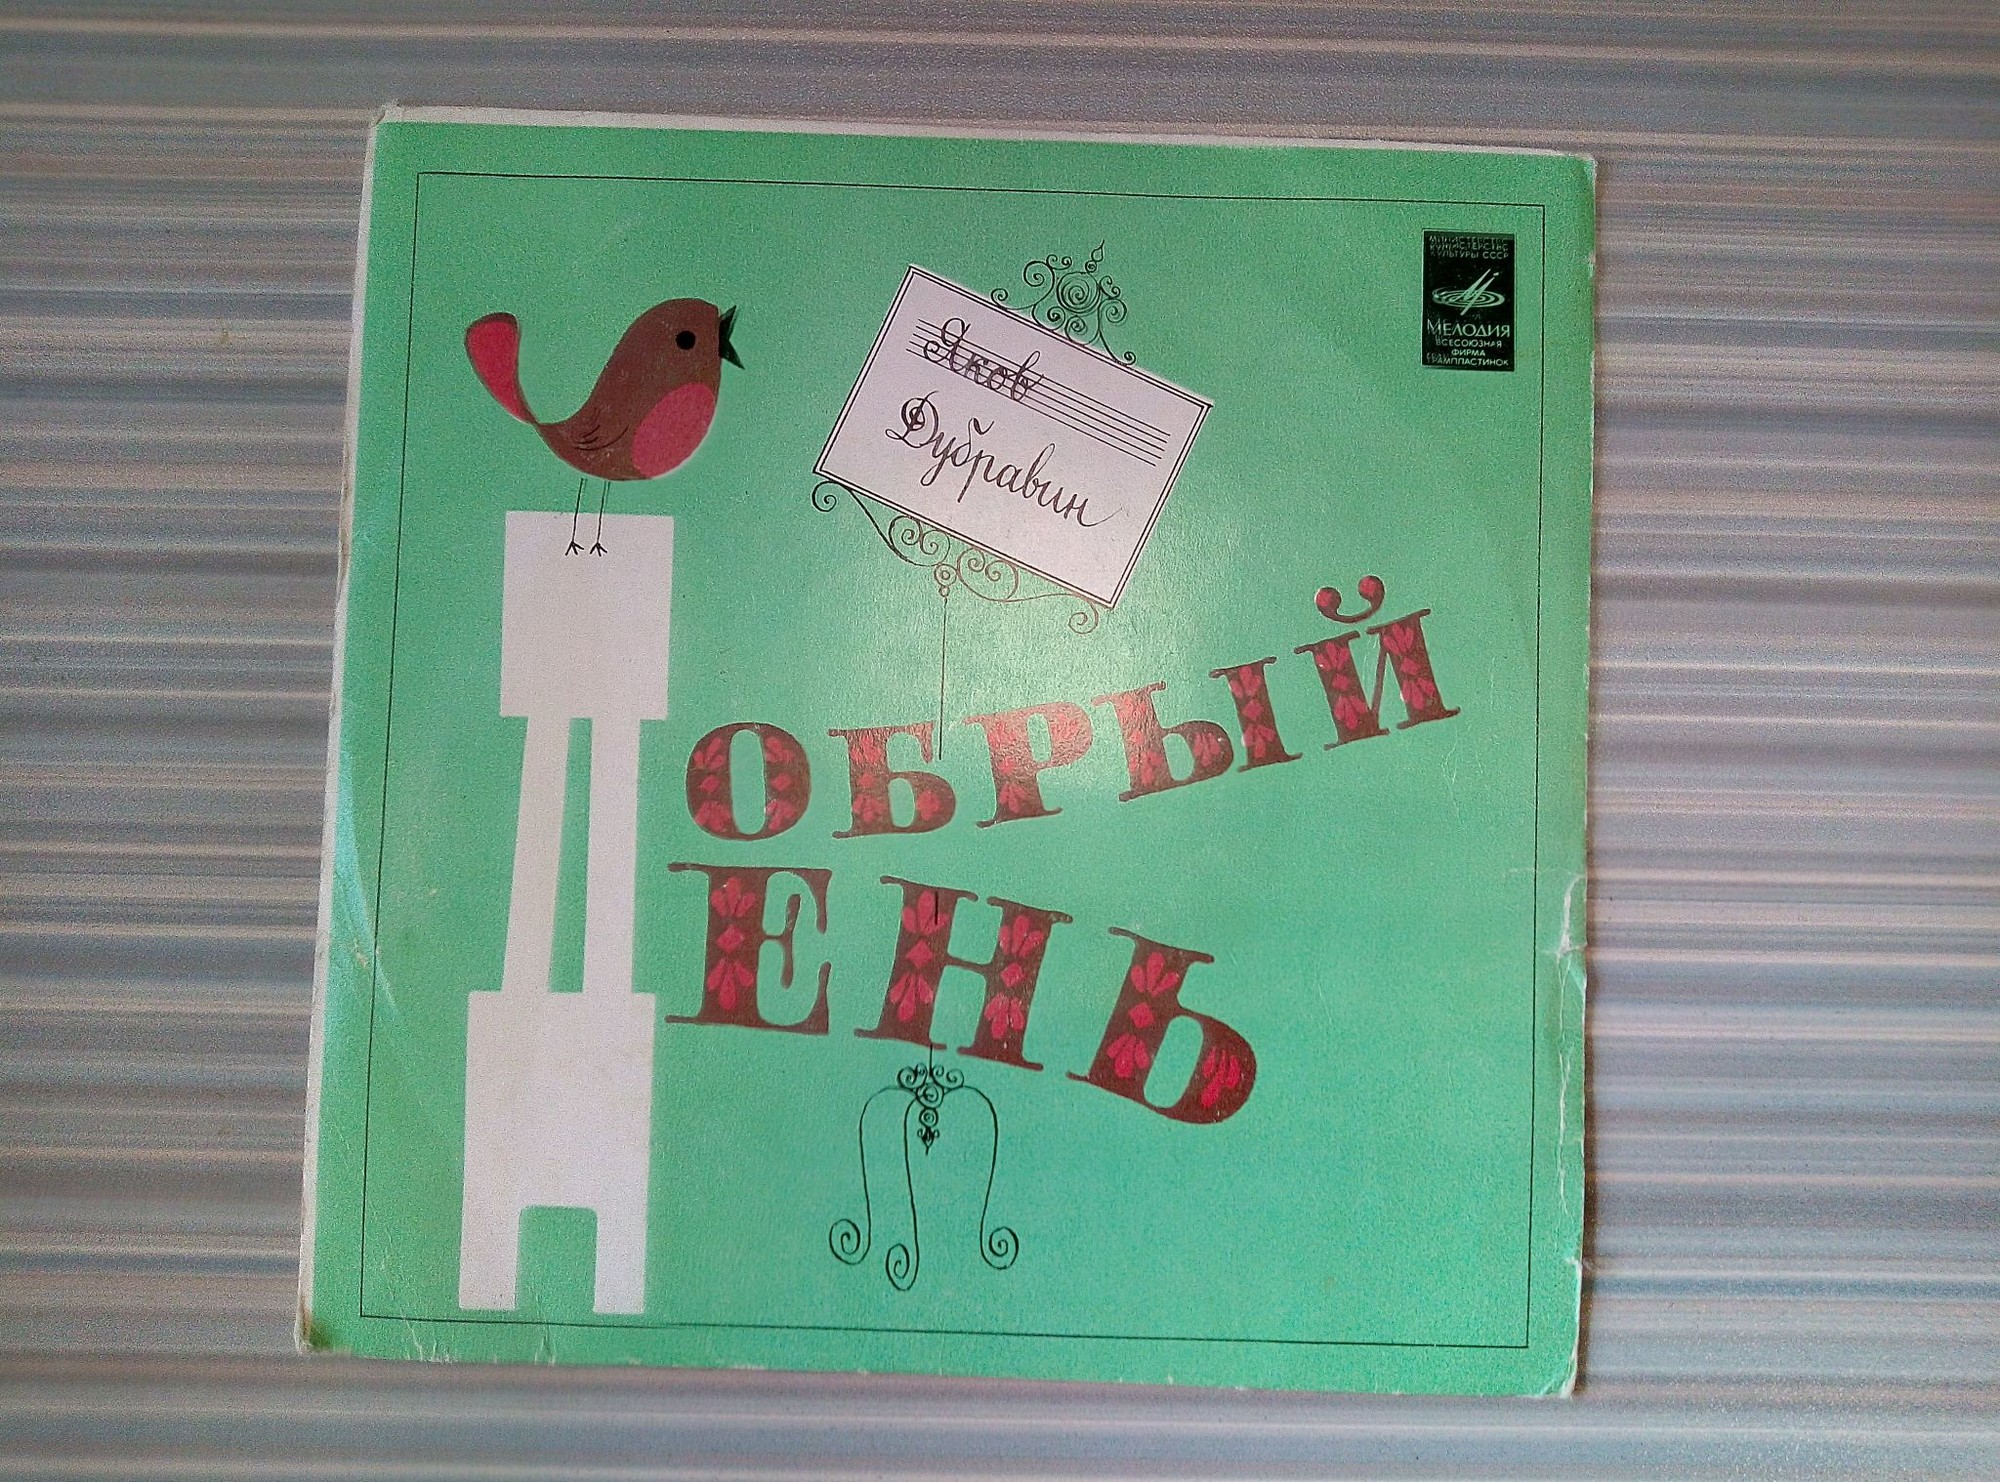 МИНИСТЕРСТВО
КУЛЬТУРЫ СССР
МЕЛОДИЯ
ВСЕСОЮЗНАЯ
ФИРМА
ГРАМПЛАСТИНОК
Яков
Дубравин
ДОБРЫЙ
ДЕНЬ